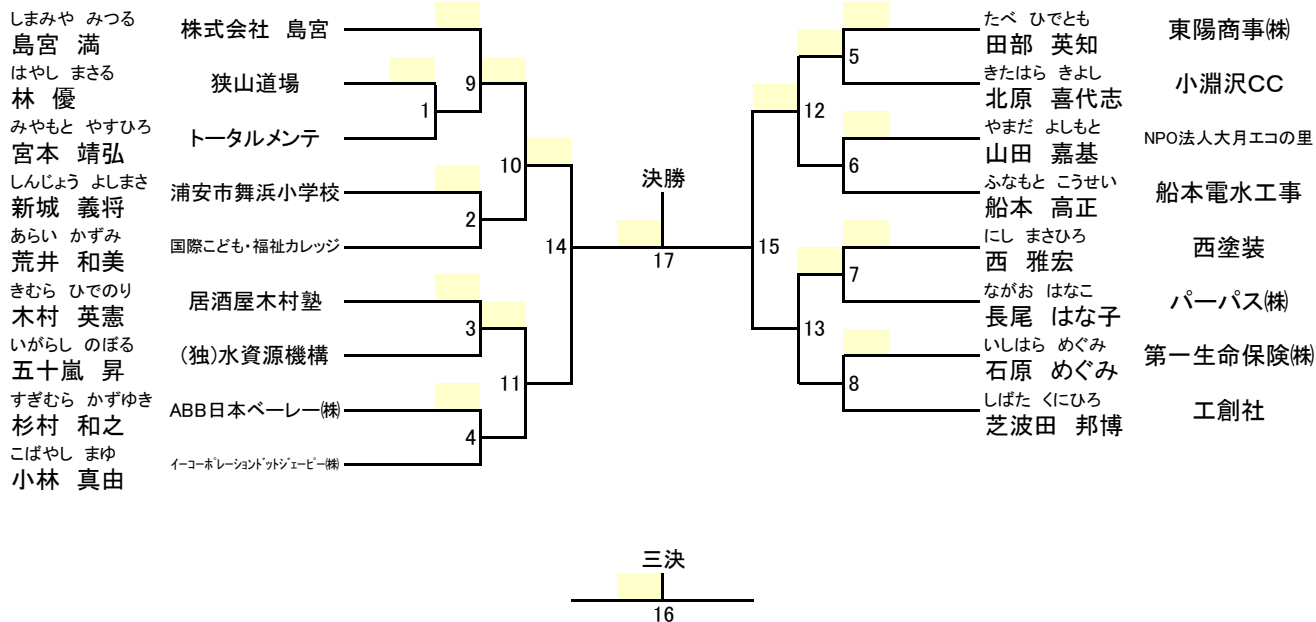 しまみや みつる
島宮 満
株式会社 島宮
はやし まさる
林 優
狭山道場
みやもと やすひろ
宮本 靖弘
トータルメンテ
しんじょう よしまさ
新城 義将
浦安市舞浜小学校
あらい かずみ
荒井 和美
国際こども・福祉カレッジ
きむら ひでのり
木村 英憲
居酒屋木村塾
いがらし のぼる
五十嵐 昇
(独)水資源機構
すぎむら かずゆき
杉村 和之
ABB日本ベーレー㈱
こばやし まゆ
小林 真由
イーコーポレーションドットジェーピー㈱
9
1
10
2
14
3
11
4
決勝
17
5
12
6
15
7
13
8
たべ ひでとも
田部 英知
東陽商事㈱
きたはら きよし
北原 喜代志
小淵沢CC
やまだ よしもと
山田 嘉基
NPO法人大月エコの里
ふなもと こうせい
船本 高正
船本電水工事
にし まさひろ
西 雅宏
西塗装
ながお はなこ
長尾 はな子
パーパス㈱
いしはら めぐみ
石原 めぐみ
第一生命保険㈱
しばた くにひろ
芝波田 邦博
工創社
三決
16